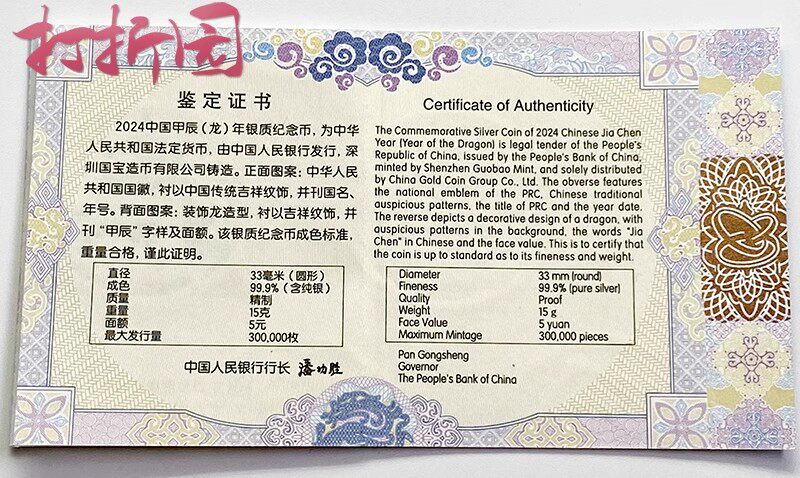 打折园
鉴定证书
2024中国甲辰（龙）年银质纪念币，为中华
人民共和国法定货币，由中国人民银行发行，深
圳国宝造币有限公司铸造。正面图案：中华人民
共和国国徽，衬以中国传统吉祥纹饰，并刊国名、
年号。背面图案：装饰龙造型，衬以吉祥纹饰，并
刊“甲辰”字样及面额。该银质纪念币成色标准，
重量合格，谨此证明。
直径 33毫米（圆形）
成色 99.9%（含纯银）
质量 精制
重量 15克
面额 5元
最大发行量 300,000枚
中国人民银行行长 潘功胜
Certificate of Authenticity
The Commemorative Silver Coin of 2024 Chinese Jia Chen
Year (Year of the Dragon) is legal tender of the People's
Republic of China, issued by the People's Bank of China,
minted by Shenzhen Guobao Mint, and solely distributed
by China Gold Coin Group Co., Ltd. The obverse features
the national emblem of the PRC, Chinese traditional
auspicious patterns, the title of PRC and the year date.
The reverse depicts a decorative design of a dragon, with
auspicious patterns in the background, the words "Jia
Chen" in Chinese and the face value. This is to certify that
the coin is up to standard as to its fineness and weight.
Diameter 33 mm (round)
Fineness 99.9% (pure silver)
Quality Proof
Weight 15 g
Face Value 5 yuan
Maximum Mintage 300,000 pieces
Pan Gongsheng
Governor
The People's Bank of China